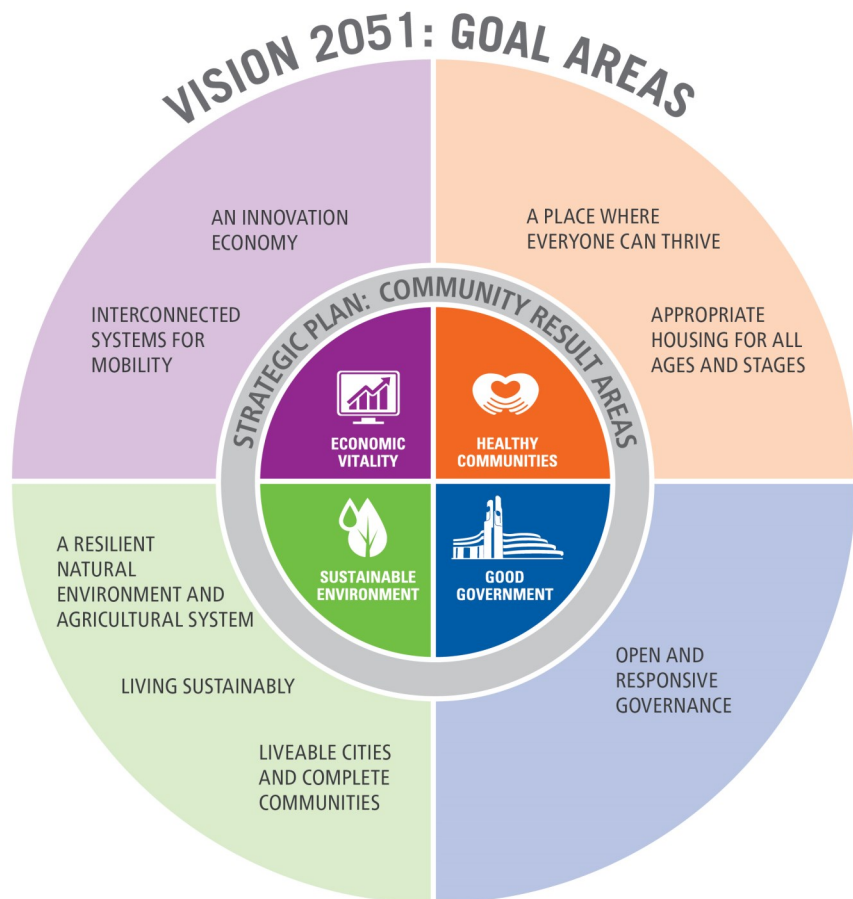 VISION 2051: GOAL AREAS
AN INNOVATION
ECONOMY
INTERCONNECTED
SYSTEMS FOR
MOBILITY
A PLACE WHERE
EVERYONE CAN THRIVE
APPROPRIATE
HOUSING FOR ALL
AGES AND STAGES
STRATEGIC PLAN: COMMUNITY RESULT AREAS
ECONOMIC
VITALITY
HEALTHY
COMMUNITIES
SUSTAINABLE
ENVIRONMENT
GOOD
GOVERNMENT
A RESILIENT
NATURAL
ENVIRONMENT AND
AGRICULTURAL SYSTEM
LIVING SUSTAINABLY
LIVEABLE CITIES
AND COMPLETE
COMMUNITIES
OPEN AND
RESPONSIVE
GOVERNANCE